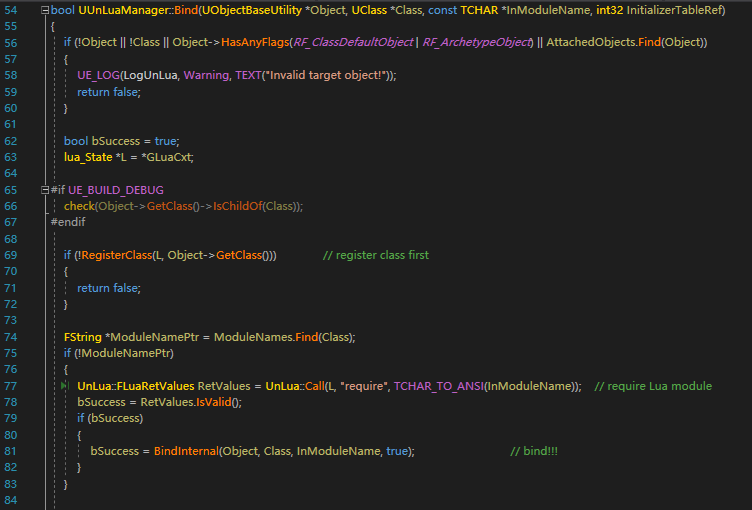 54 bool UUnLuaManager::Bind(UObjectBaseUtility *Object, UClass *Class, const TCHAR *InModuleName, int32 InitializerTableRef)
55 {
56 if (!Object || !Class || Object->HasAnyFlags(RF_ClassDefaultObject | RF_ArchetypeObject) || AttachedObjects.Find(Object))
57 {
58 UE_LOG(LogUnLua, Warning, TEXT("Invalid target object!"));
59 return false;
60 }
61
62 bool bSuccess = true;
63 lua_State *L = *GLuaCxt;
64
65 #if UE_BUILD_DEBUG
66 check(Object->GetClass()->IsChildOf(Class));
67 #endif
68
69 if (!RegisterClass(L, Object->GetClass())) // register class first
70 {
71 return false;
72 }
73
74 FString *ModuleNamePtr = ModuleNames.Find(Class);
75 if (!ModuleNamePtr)
76 {
77 UnLua::FLuaRetValues RetValues = UnLua::Call(L, "require", TCHAR_TO_ANSI(InModuleName)); // require Lua module
78 bSuccess = RetValues.IsValid();
79 if (bSuccess)
80 {
81 bSuccess = BindInternal(Object, Class, InModuleName, true); // bind!!!
82 }
83 }
84